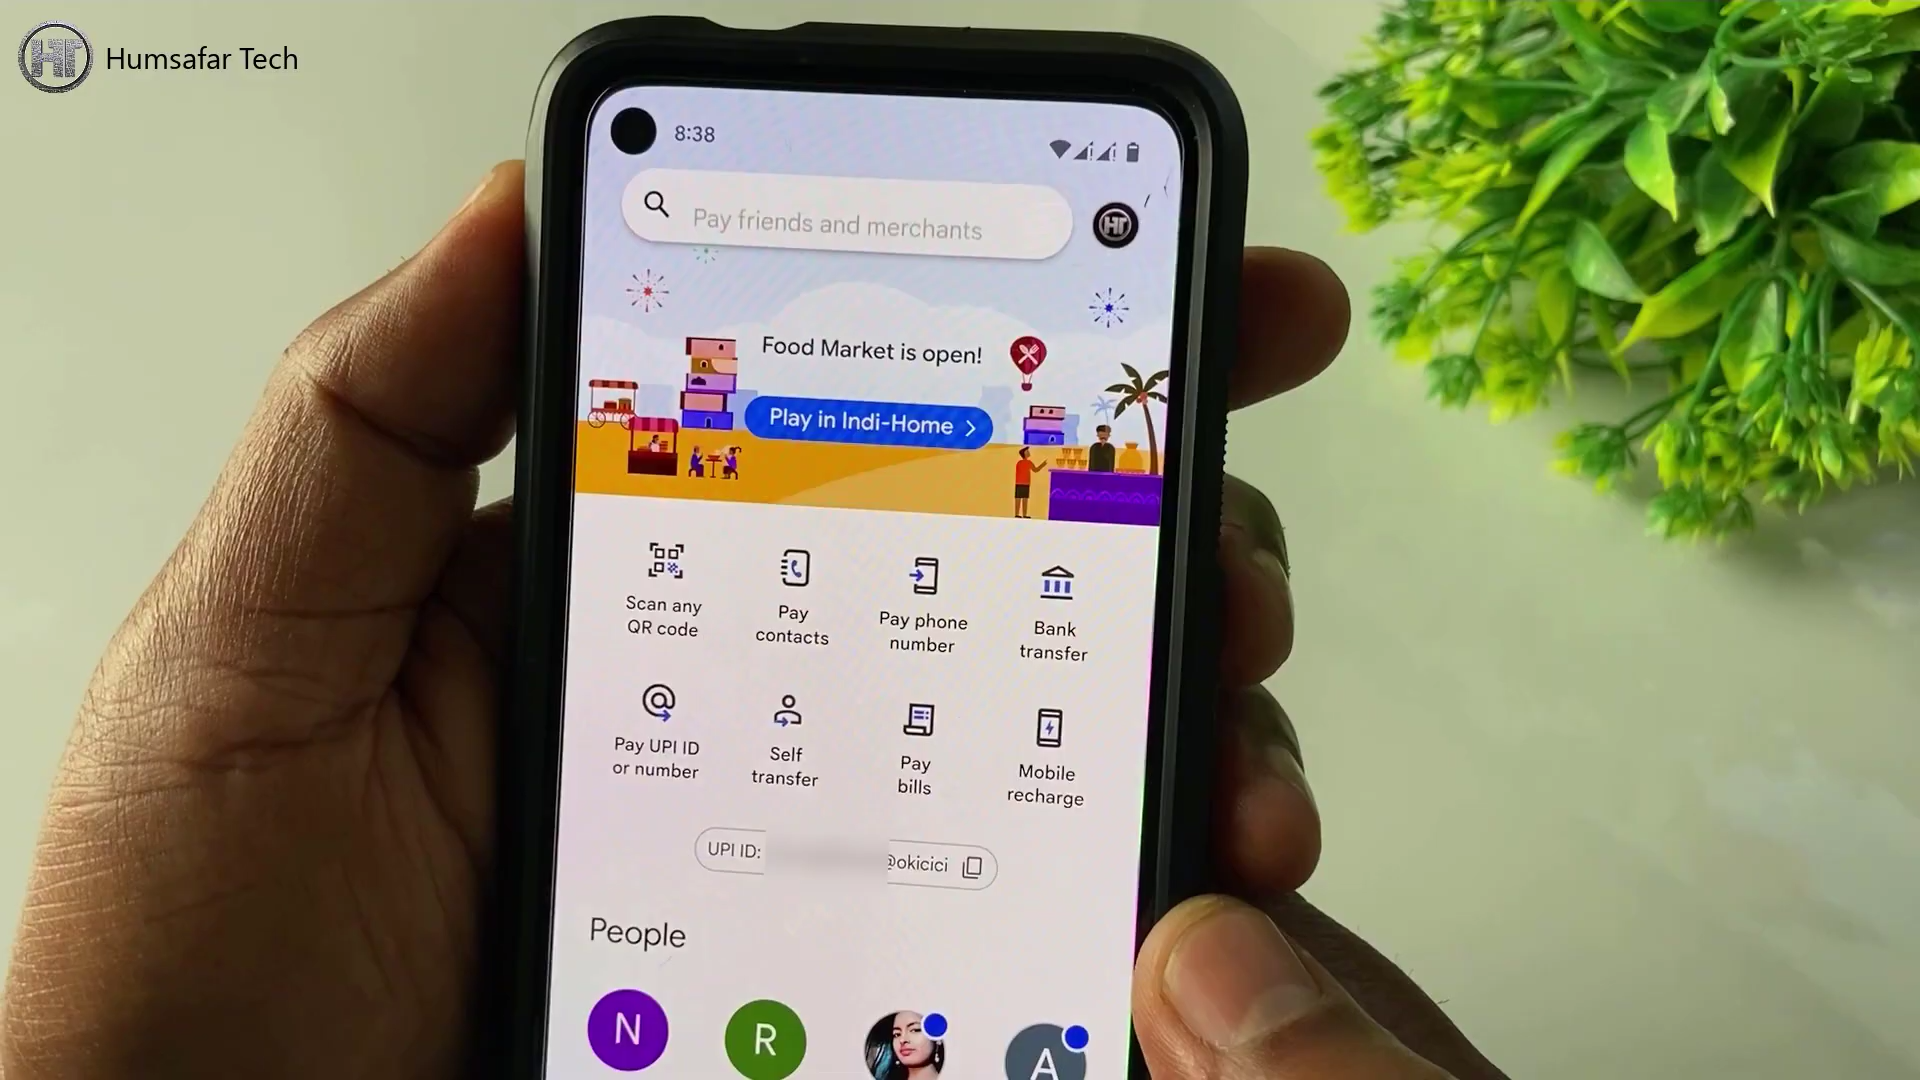 HT Humsafar Tech
8:38
Pay friends and merchants
HT
Food Market is open!
Play in Indi-Home >
Scan any
QR code
Pay
contacts
Pay phone
number
Bank
transfer
Pay UPI ID
or number
Self
transfer
Pay
bills
Mobile
recharge
UPI ID: @okicici
People
N R A